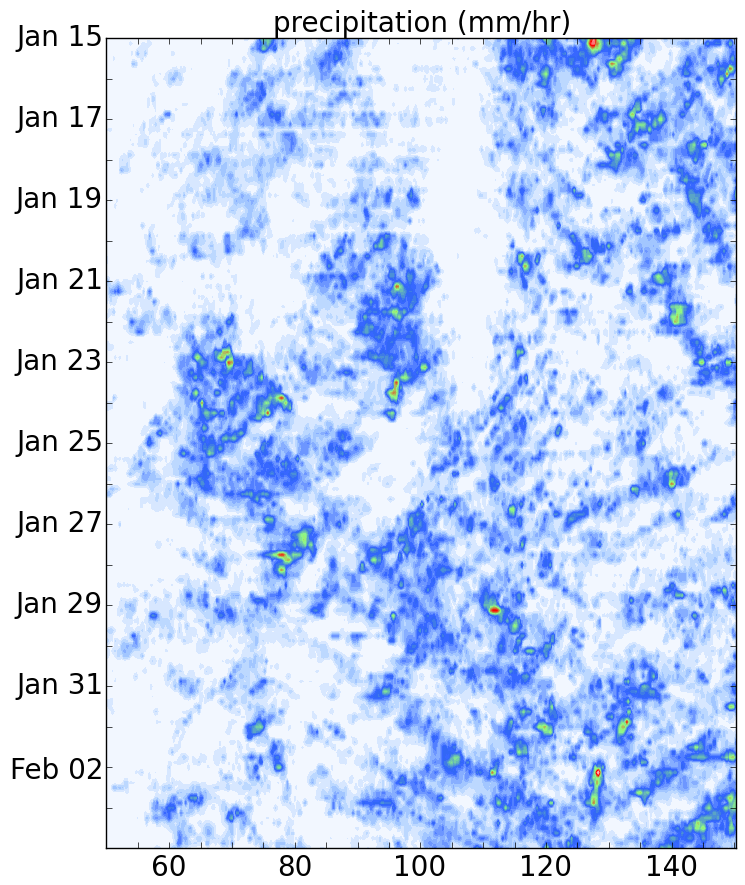 precipitation (mm/hr)
Jan 15
Jan 17
Jan 19
Jan 21
Jan 23
Jan 25
Jan 27
Jan 29
Jan 31
Feb 02
60 80 100 120 140